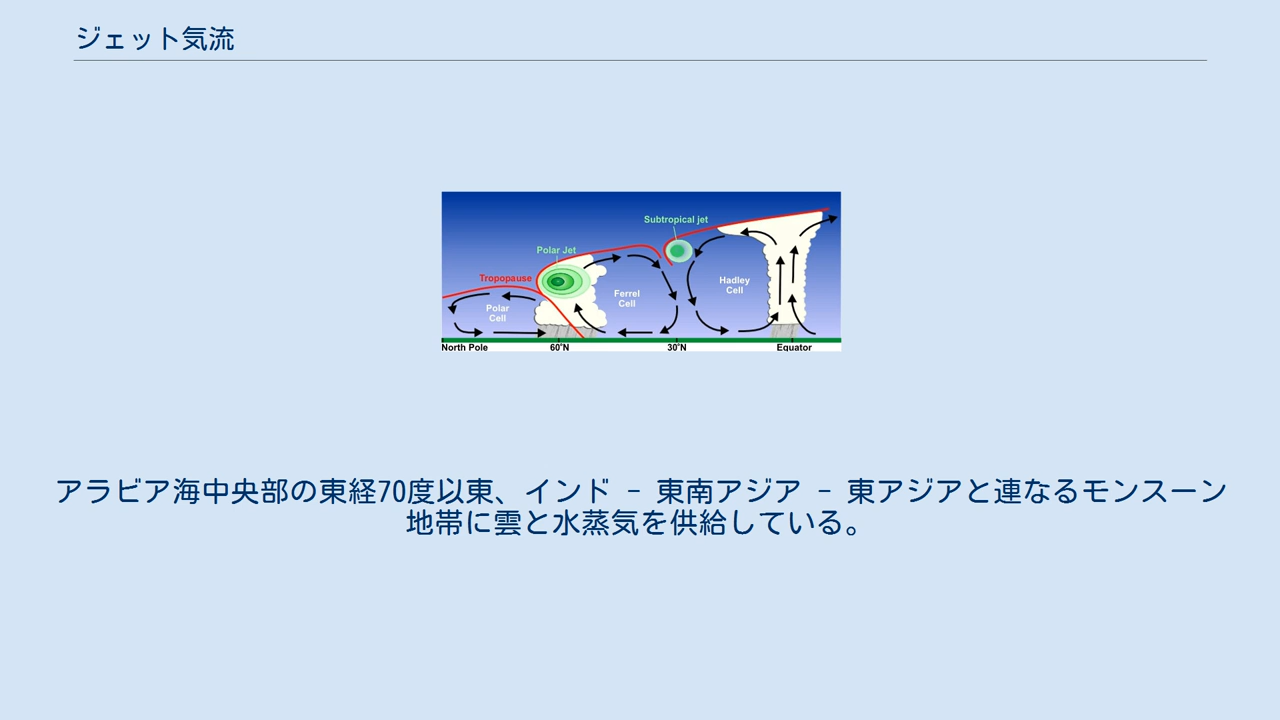 ジェット気流
Subtropical jet
Polar Jet
Tropopause
Hadley
Cell
Ferrel
Cell
Polar
Cell
North Pole
60°N
30°N
Equator
アラビア海中央部の東経70度以東、インド - 東南アジア - 東アジアと連なるモンスーン
地帯に雲と水蒸気を供給している。